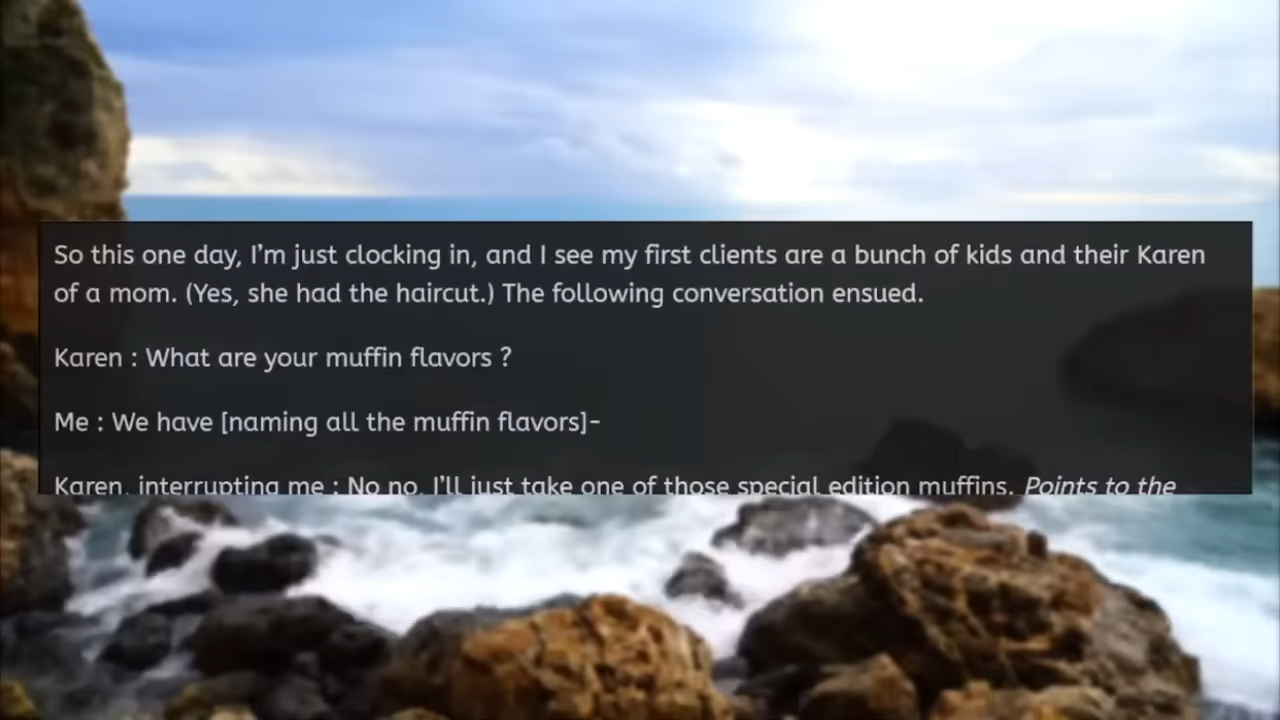 So this one day, I’m just clocking in, and I see my first clients are a bunch of kids and their Karen
of a mom. (Yes, she had the haircut.) The following conversation ensued.
Karen : What are your muffin flavors ?
Me : We have [naming all the muffin flavors]-
Karen, interrupting me : No no, I’ll just take one of those special edition muffins. Points to the